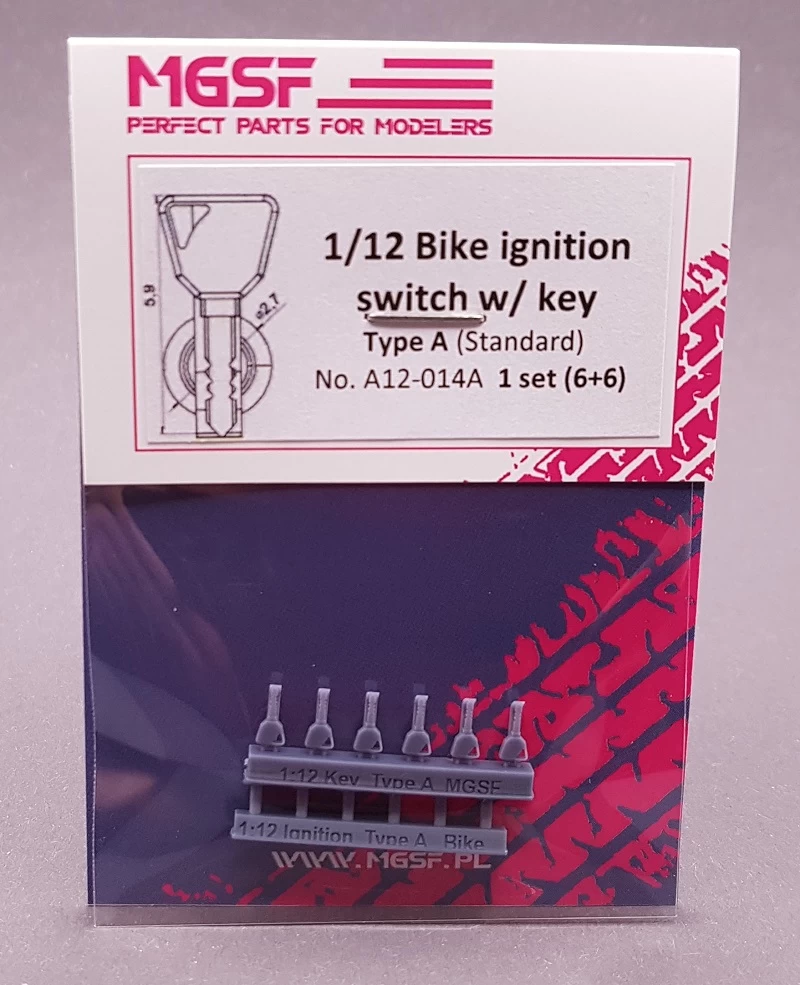 MGSF
PERFECT PARTS FOR MODELERS
5,9
⌀2,7
1/12 Bike ignition
switch w/ key
Type A (Standard)
No. A12-014A 1 set (6+6)
1:12 Key Type A MGSF
1:12 Ignition Type A Bike
WWW.MGSF.PL